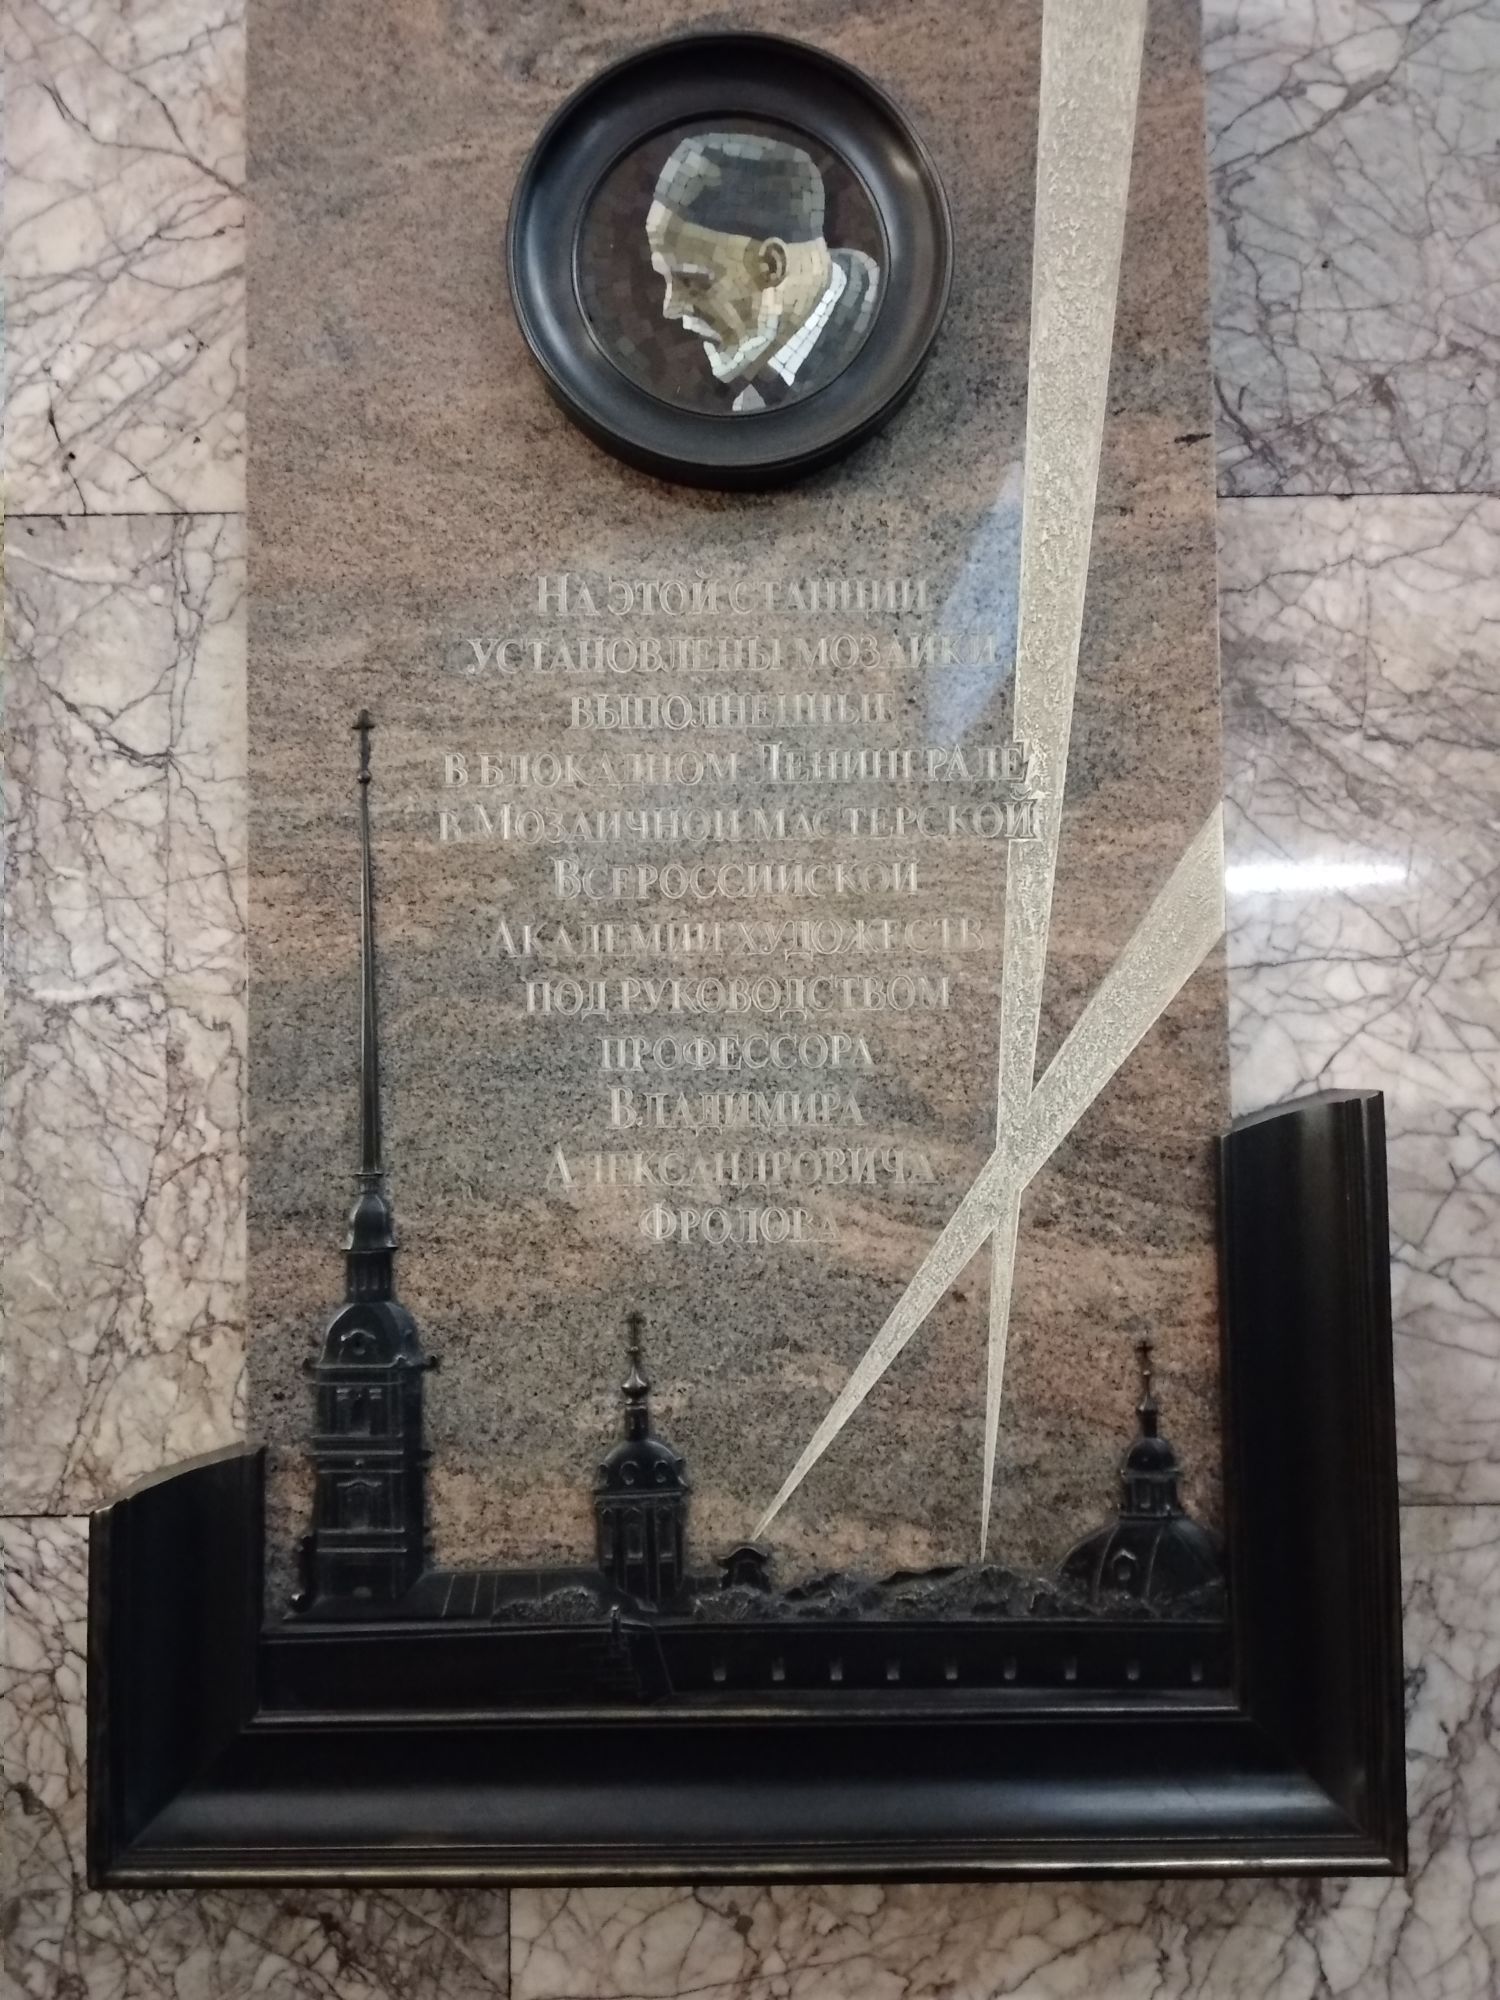 На этой станции
установлены мозаики
выполненные
в блокадном Ленинграде
в Мозаичной мастерской
Всероссийской
Академии художеств
под руководством
профессора
Владимира
Александровича
Фролова